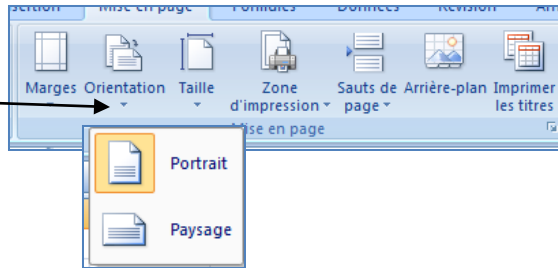 Mise en page Formules Données Révision
Marges Orientation Taille Zone d'impression Sauts de page Arrière-plan Imprimer les titres
Mise en page
Portrait
Paysage